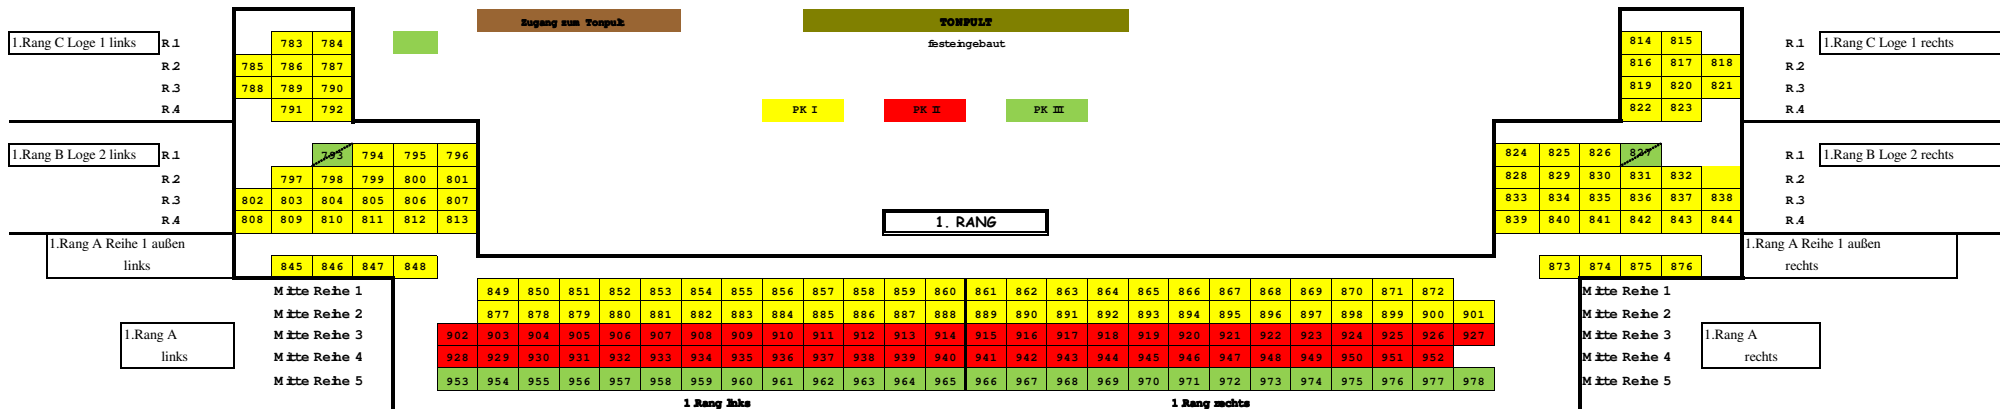 Zugang zum Tonpult TONPULT
1.Rang C Loge 1 links R.1 783 784 festeingebaut 814 815 R.1 1.Rang C Loge 1 rechts
R.2 785 786 787 816 817 818 R.2
R.3 788 789 790 819 820 821 R.3
R.4 791 792 PK I PK II PK III 822 823 R.4
1.Rang B Loge 2 links R.1 793 794 795 796 824 825 826 827 R.1 1.Rang B Loge 2 rechts
R.2 797 798 799 800 801 828 829 830 831 832 R.2
R.3 802 803 804 805 806 807 833 834 835 836 837 838 R.3
R.4 808 809 810 811 812 813 1. RANG 839 840 841 842 843 844 R.4
1.Rang A Reihe 1 außen 1.Rang A Reihe 1 außen
links 845 846 847 848 873 874 875 876 rechts
Mitte Reihe 1 849 850 851 852 853 854 855 856 857 858 859 860 861 862 863 864 865 866 867 868 869 870 871 872 Mitte Reihe 1
Mitte Reihe 2 877 878 879 880 881 882 883 884 885 886 887 888 889 890 891 892 893 894 895 896 897 898 899 900 901 Mitte Reihe 2
1.Rang A Mitte Reihe 3 902 903 904 905 906 907 908 909 910 911 912 913 914 915 916 917 918 919 920 921 922 923 924 925 926 927 Mitte Reihe 3 1.Rang A
links Mitte Reihe 4 928 929 930 931 932 933 934 935 936 937 938 939 940 941 942 943 944 945 946 947 948 949 950 951 952 Mitte Reihe 4 rechts
Mitte Reihe 5 953 954 955 956 957 958 959 960 961 962 963 964 965 966 967 968 969 970 971 972 973 974 975 976 977 978 Mitte Reihe 5
1 Rang links 1 Rang rechts